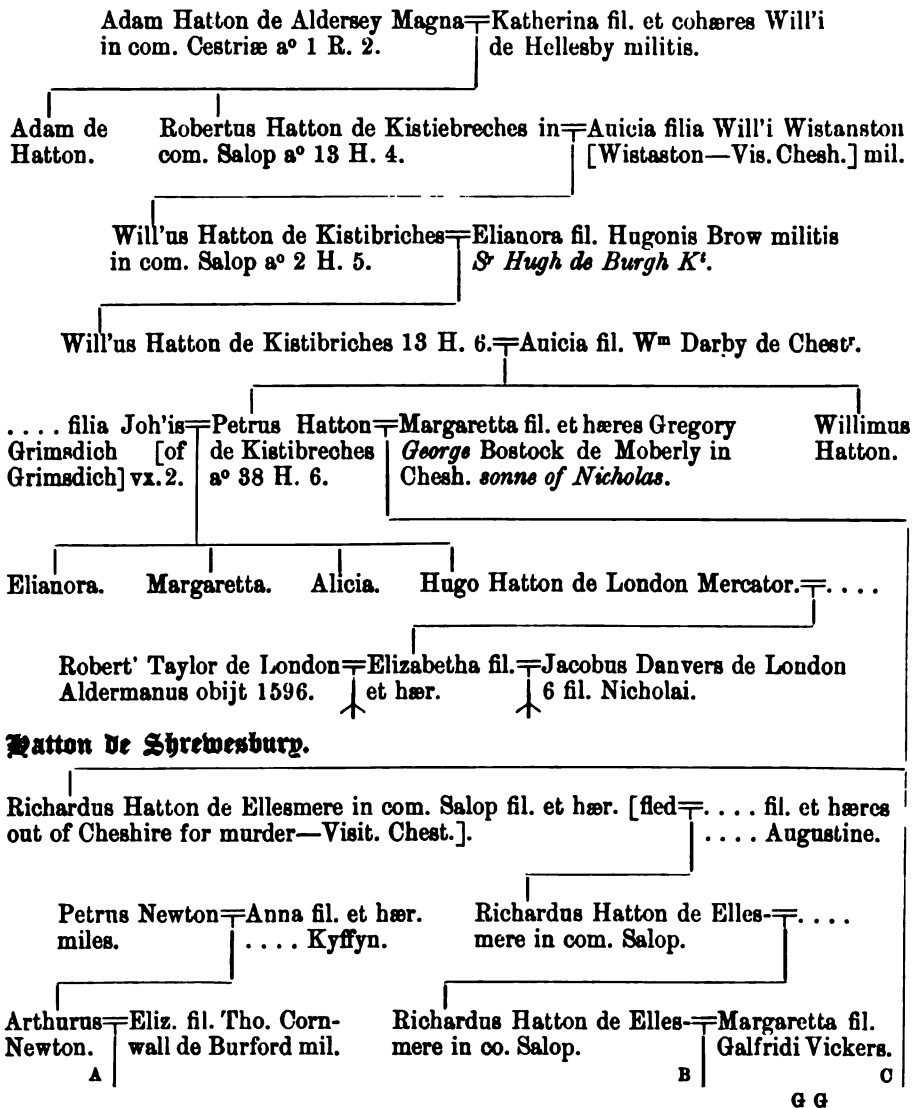 Adam Hatton de Aldersey Magna
in com. Cestriæ aº 1 R. 2.
Katherina fil. et cohæres Will'i
de Hellesby militis.
Adam de
Hatton.
Robertus Hatton de Kistiebreches in
com. Salop aº 13 H. 4.
Anicia filia Will'i Wistanston
[Wistaston—Vis. Chesh.] mil.
Will'us Hatton de Kistibriches
in com. Salop aº 2 H. 5.
Elianora fil. Hugonis Brow militis
Sr Hugh de Burgh Kt.
Will'us Hatton de Kistibriches 13 H. 6.
Anicia fil. Wm Darby de Chestr.
. . . . filia Joh'is
Grimsdich [of
Grimsdich] vx. 2.
Petrus Hatton
de Kistibreches
aº 38 H. 6.
Margaretta fil. et hæres Gregory
George Bostock de Moberly in
Chesh. sonne of Nicholas.
Willimus
Hatton.
Elianora. Margaretta. Alicia. Hugo Hatton de London Mercator. . . . .
Robert' Taylor de London
Aldermanus obijt 1596.
Elizabetha fil.
et hær.
Jacobus Danvers de London
6 fil. Nicholai.
Hatton de Shrewesbury.
Richardus Hatton de Ellesmere in com. Salop fil. et hær. [fled
out of Cheshire for murder—Visit. Chest.].
. . . . fil. et hæres
. . . . Augustine.
Petrus Newton
miles.
Anna fil. et hær.
. . . . Kyffyn.
Richardus Hatton de Elles-
mere in com. Salop.
. . . .
Arthurus
Newton.
Eliz. fil. Tho. Corn-
wall de Burford mil.
Richardus Hatton de Elles-
mere in co. Salop.
Margaretta fil.
Galfridi Vickers.
A B C
G G